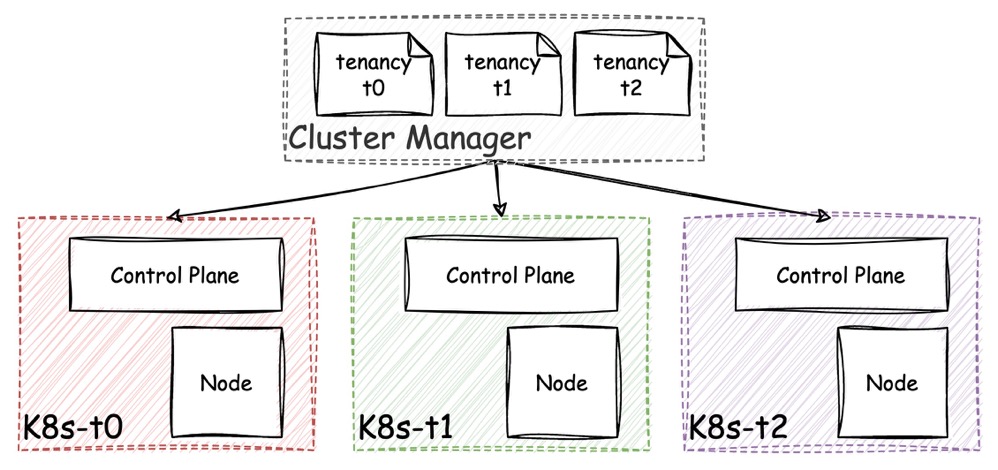 tenancy
t0
tenancy
t1
tenancy
t2
Cluster Manager
Control Plane
Node
K8s-t0
Control Plane
Node
K8s-t1
Control Plane
Node
K8s-t2